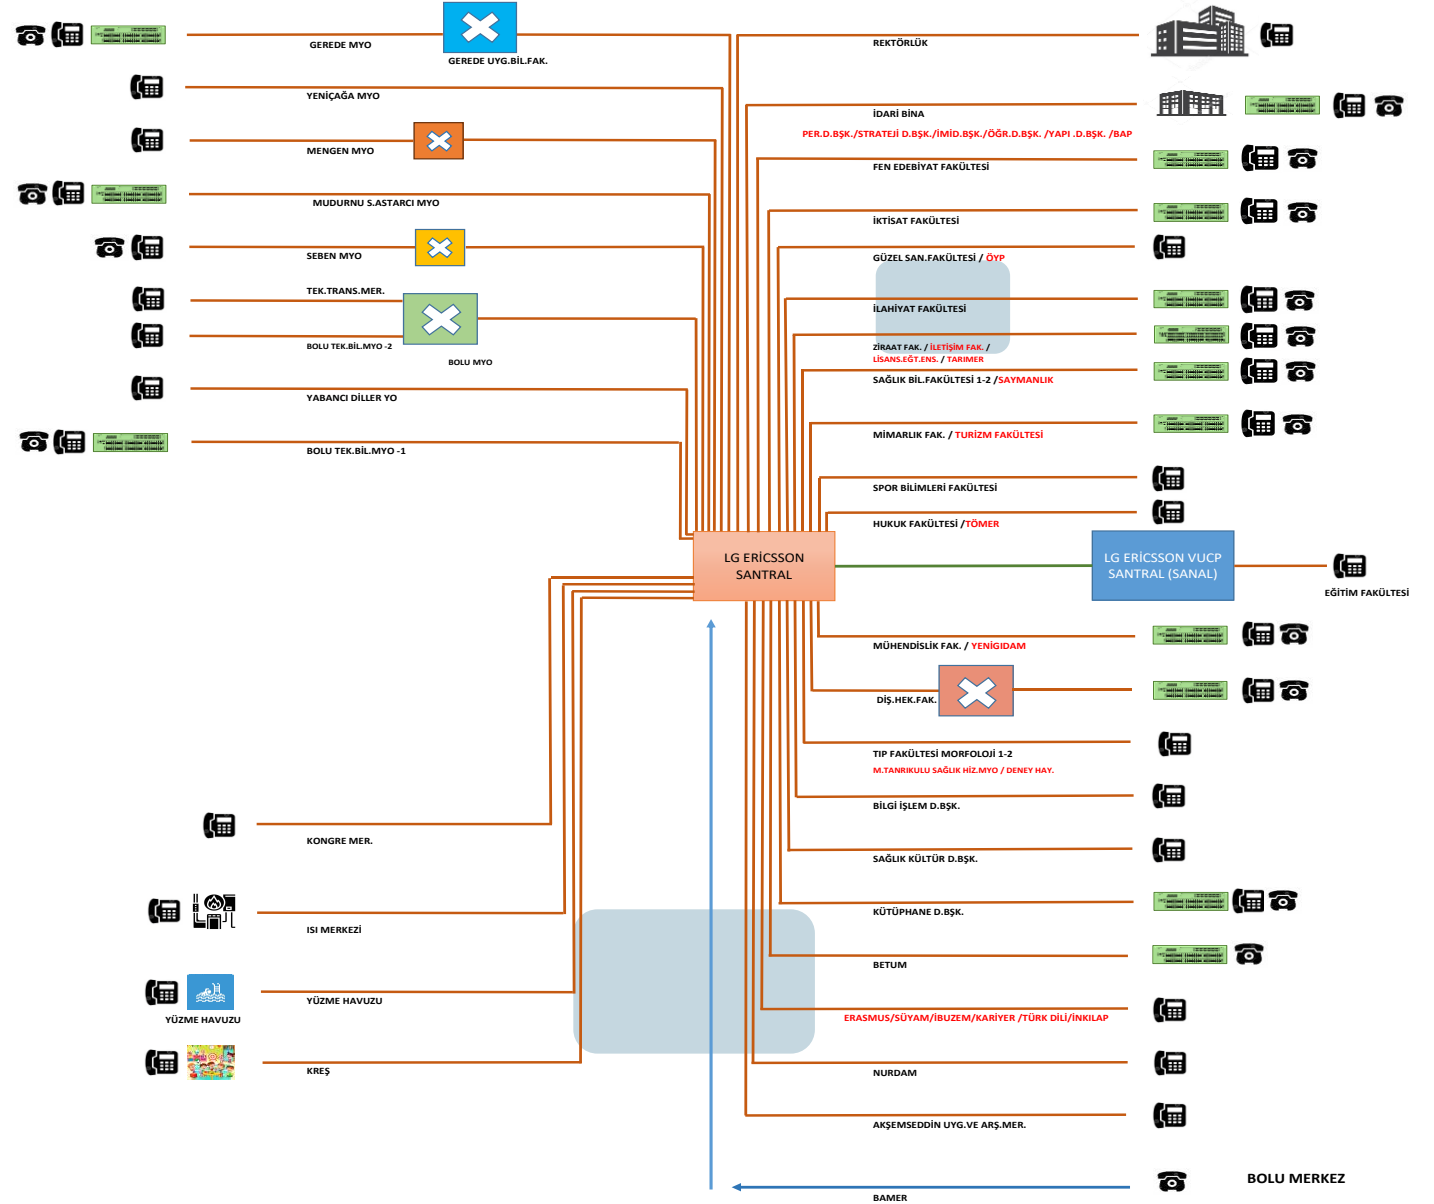 GEREDE MYO
GEREDE UYG.BİL.FAK.
YENİÇAĞA MYO
MENGEN MYO
MUDURNU S.ASTARCI MYO
SEBEN MYO
TEK.TRANS.MER.
BOLU TEK.BİL.MYO -2
BOLU MYO
YABANCI DİLLER YO
BOLU TEK.BİL.MYO -1
REKTÖRLÜK
İDARİ BİNA
PER.D.BŞK./STRATEJİ D.BŞK./İMİD.BŞK./ÖĞR.D.BŞK. /YAPI .D.BŞK. /BAP
FEN EDEBİYAT FAKÜLTESİ
İKTİSAT FAKÜLTESİ
GÜZEL SAN.FAKÜLTESİ / ÖYP
İLAHİYAT FAKÜLTESİ
ZİRAAT FAK. / İLETİŞİM FAK. /
LİSANS.EĞT.ENS. / TARIMER
SAĞLIK BİL.FAKÜLTESİ 1-2 /SAYMANLIK
MİMARLIK FAK. / TURİZM FAKÜLTESİ
SPOR BİLİMLERİ FAKÜLTESİ
HUKUK FAKÜLTESİ /TÖMER
LG ERİCSSON
SANTRAL
LG ERICSSON VUCP
SANTRAL (SANAL)
EĞİTİM FAKÜLTESİ
MÜHENDİSLİK FAK. / YENİGIDAM
DİŞ.HEK.FAK.
TIP FAKÜLTESİ MORFOLOJİ 1-2
M.TANRIKULU SAĞLIK HİZ.MYO / DENEY HAY.
BİLGİ İŞLEM D.BŞK.
SAĞLIK KÜLTÜR D.BŞK.
KÜTÜPHANE D.BŞK.
BETUM
ERASMUS/SÜYAM/İBUZEM/KARİYER /TÜRK DİLİ/İNKILAP
NURDAM
AKŞEMSEDDİN UYG.VE ARŞ.MER.
BOLU MERKEZ
BAMER
KONGRE MER.
ISI MERKEZİ
YÜZME HAVUZU
YÜZME HAVUZU
KREŞ